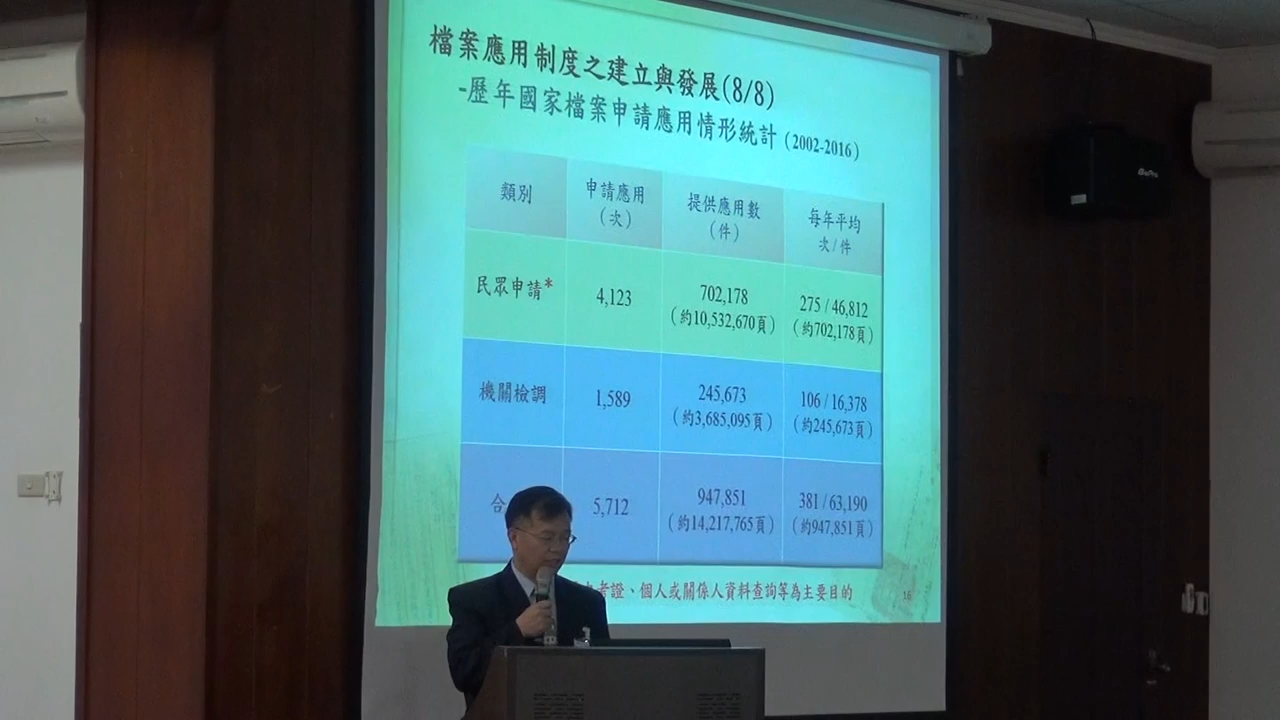 檔案應用制度之建立與發展(8/8)
-歷年國家檔案申請應用情形統計 (2002-2016)
類別
申請應用
(次)
提供應用數
(件)
每年平均
次/件
民眾申請*
4,123
702,178
(約10,532,670頁)
275 / 46,812
(約702,178頁)
機關檢調
1,589
245,673
(約3,685,095頁)
106 / 16,378
(約245,673頁)
合
5,712
947,851
(約14,217,765頁)
381 / 63,190
(約947,851頁)
考證、個人或關係人資料查詢等為主要目的
16